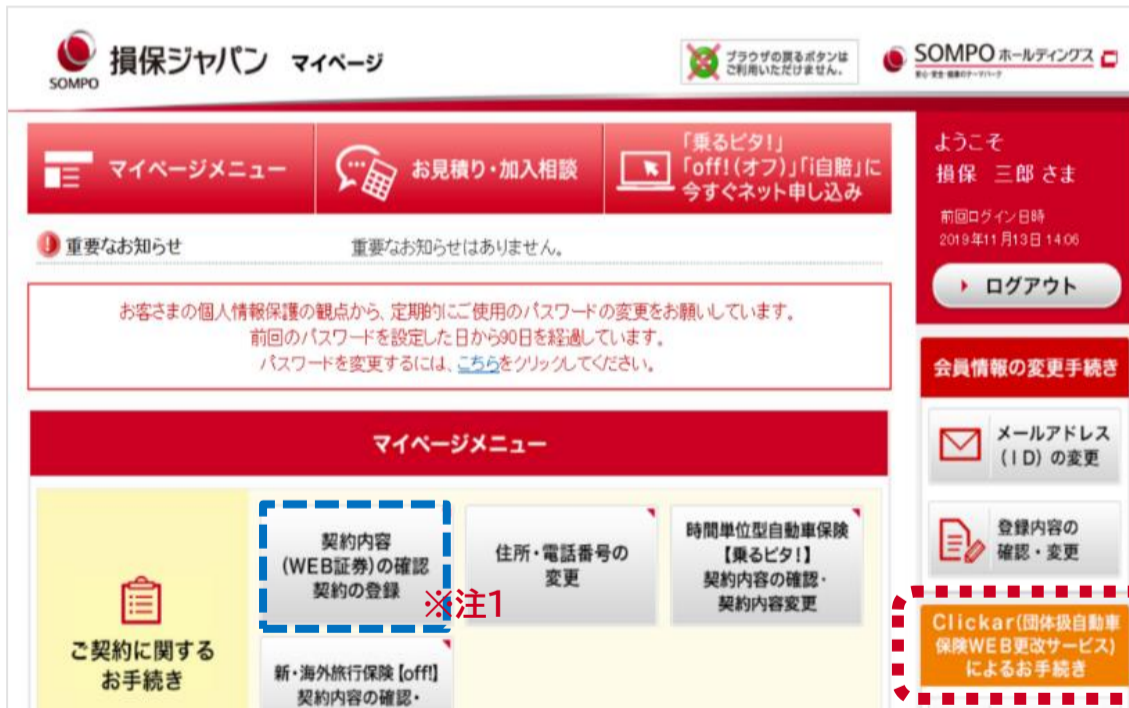 SOMPO
損保ジャパン マイページ
ブラウザの戻るボタンは
ご利用いただけません。
SOMPO ホールディングス
安心・安全・健康のテーマパーク
マイページメニュー
お見積り・加入相談
「乗るピタ!」
「off!(オフ)」「i自賠」に
今すぐネット申し込み
ようこそ
損保 三郎 さま
前回ログイン日時
2019年11月13日 14:06
ログアウト
重要なお知らせ
重要なお知らせはありません。
お客さまの個人情報保護の観点から、定期的にご使用のパスワードの変更をお願いしています。
前回のパスワードを設定した日から90日を経過しています。
パスワードを変更するには、こちらをクリックしてください。
会員情報の変更手続き
メールアドレス
(ID)の変更
登録内容の
確認・変更
Clickar(団体扱自動車
保険WEB更改サービス)
によるお手続き
マイページメニュー
ご契約に関する
お手続き
契約内容
(WEB証券)の確認
契約の登録
※注1
住所・電話番号の
変更
時間単位型自動車保険
【乗るピタ!】
契約内容の確認・
契約内容変更
新・海外旅行保険【off!】
契約内容の確認・